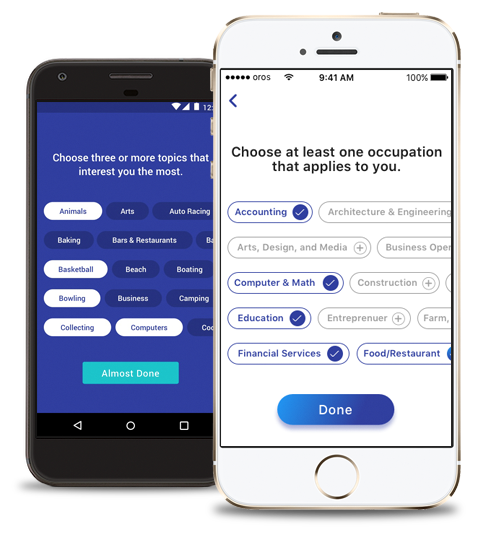 12:
Choose three or more topics that
interest you the most.
Animals Arts Auto Racing
Baking Bars & Restaurants Ba
Basketball Beach Boating
Bowling Business Camping
Collecting Computers Coo
Almost Done
oros 9:41 AM 100%
Choose at least one occupation
that applies to you.
Accounting Architecture & Engineering
Arts, Design, and Media Business Oper
Computer & Math Construction
Education Entreprenuer Farm,
Financial Services Food/Restaurant
Done